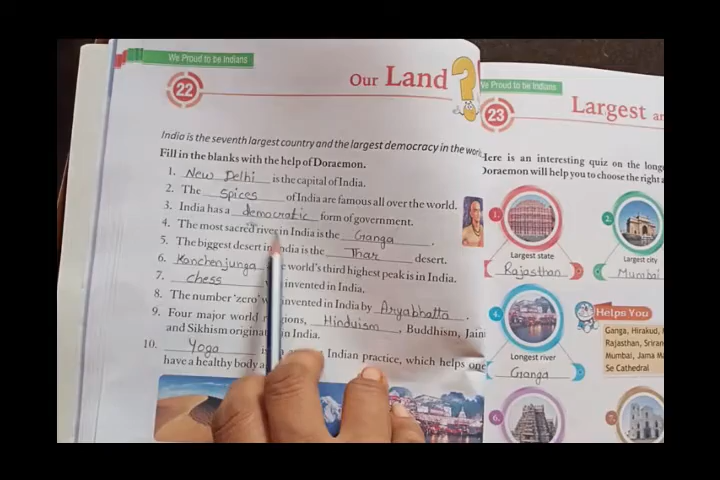 We Proud to be Indians
22
Our Land
India is the seventh largest country and the largest democracy in the
Fill in the blanks with the help of Doraemon.
1. New Delhi is the capital of India.
2. The spices of India are famous all over the world.
3. India has a democratic form of government.
4. The most sacred river in India is the Ganga.
5. The biggest desert in India is the Thar desert.
6. Kanchenjunga world's third highest peak is in India.
7. chess invented in India.
8. The number 'zero' invented in India by Aryabhatta.
9. Four major world Hinduism, Buddhism,
and Sikhism India.
10. Yoga Indian practice, which helps one
have a healthy body
We Proud to be Indians
23
Largest
Here is an interesting quiz on the
Doraemon will help you to choose the right
1.
Largest state
Rajasthan
2.
Largest city
Mumbai
4.
Longest river
Ganga
Helps You
Ganga, Hirakud,
Rajasthan,
Mumbai, Jama
Se Cathedral
6.
7.